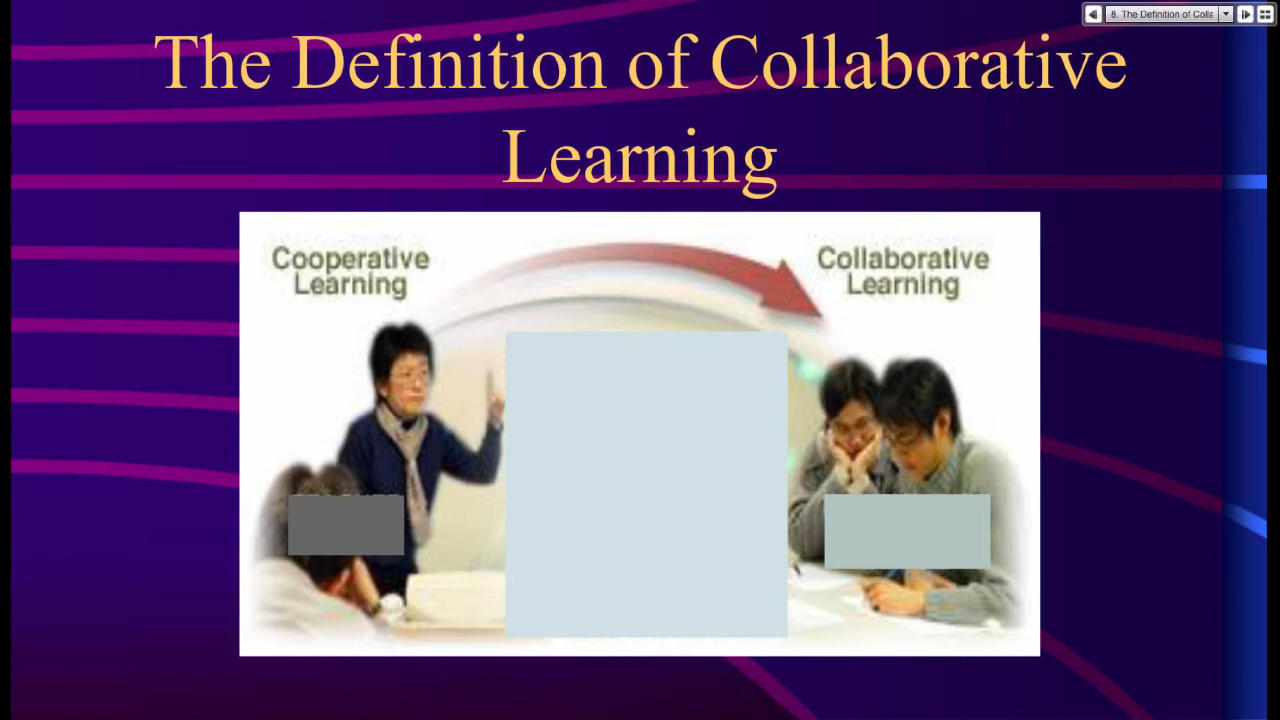 8. The Definition of Colla
The Definition of Collaborative
Learning
Cooperative
Learning
Collaborative
Learning